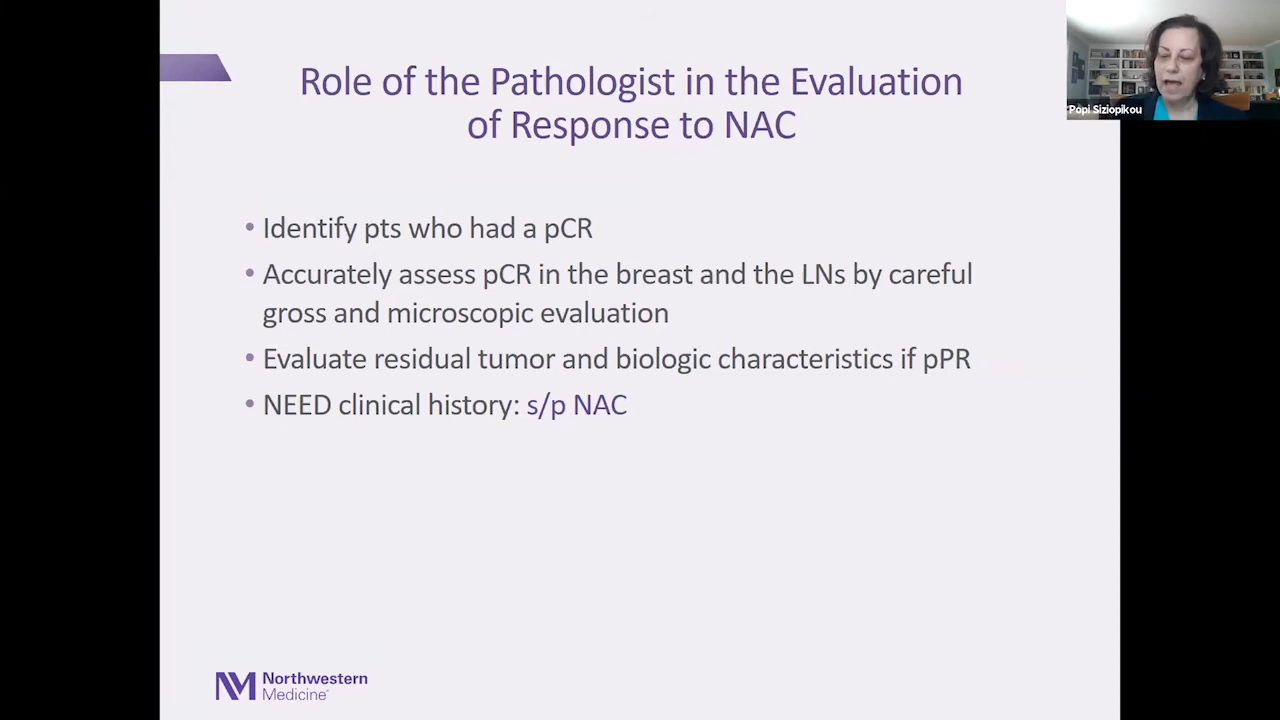 Role of the Pathologist in the Evaluation
of Response to NAC
Popi Siziopikou
• Identify pts who had a pCR
• Accurately assess pCR in the breast and the LNs by careful
gross and microscopic evaluation
• Evaluate residual tumor and biologic characteristics if pPR
• NEED clinical history: s/p NAC
NM Northwestern
Medicine